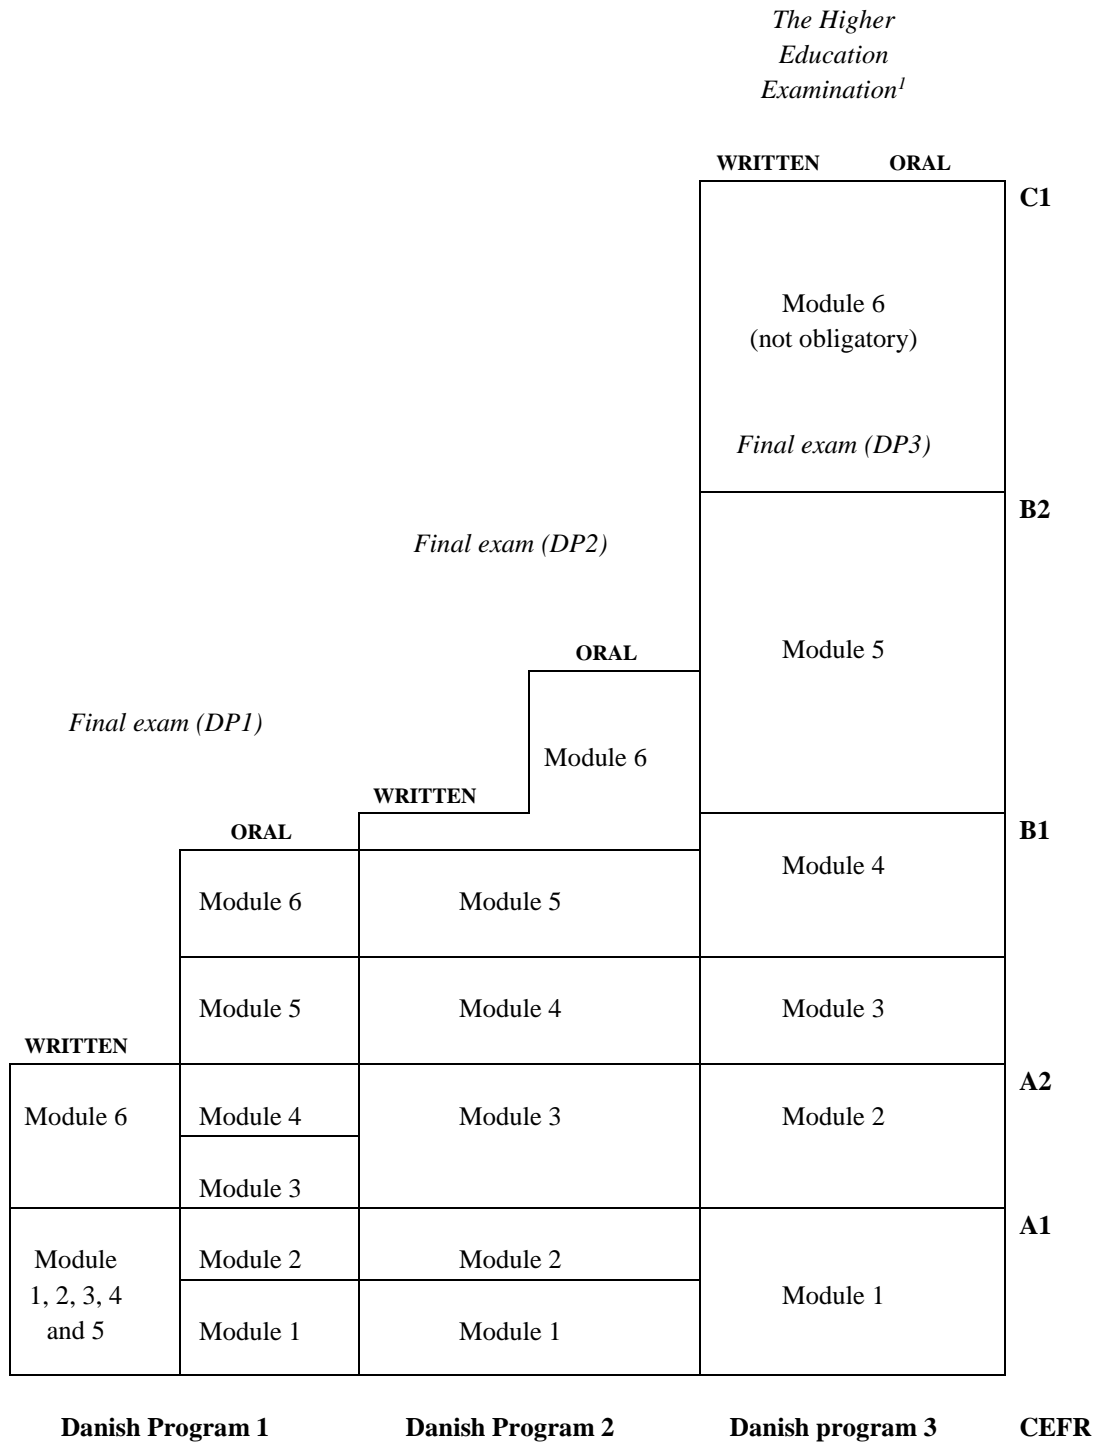 The Higher
Education
Examination1
WRITTEN ORAL
C1
Module 6
(not obligatory)
Final exam (DP3)
B2
Final exam (DP2)
ORAL
Module 5
Final exam (DP1)
Module 6
WRITTEN
ORAL
B1
Module 4
Module 6 Module 5
Module 5 Module 4 Module 3
WRITTEN
A2
Module 6 Module 4 Module 3 Module 2
Module 3
A1
Module
1, 2, 3, 4
and 5
Module 2 Module 2
Module 1
Module 1 Module 1
Danish Program 1 Danish Program 2 Danish program 3 CEFR